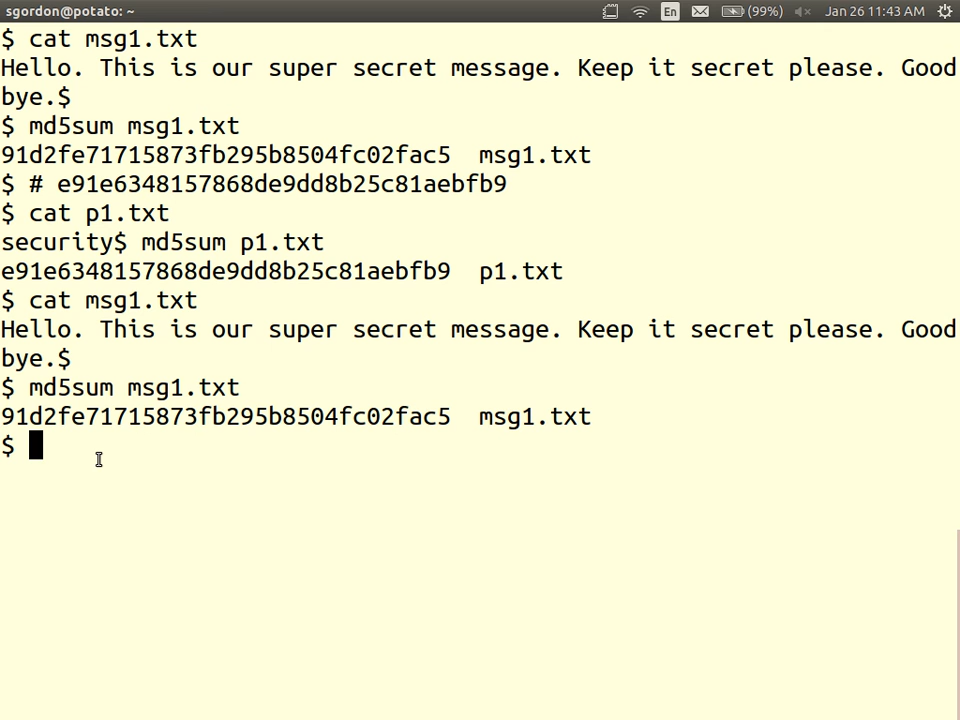 sgordon@potato: ~
En (99%) Jan 26 11:43 AM
$ cat msg1.txt
Hello. This is our super secret message. Keep it secret please. Good
bye.$
$ md5sum msg1.txt
91d2fe71715873fb295b8504fc02fac5  msg1.txt
$ # e91e6348157868de9dd8b25c81aebfb9
$ cat p1.txt
security$ md5sum p1.txt
e91e6348157868de9dd8b25c81aebfb9  p1.txt
$ cat msg1.txt
Hello. This is our super secret message. Keep it secret please. Good
bye.$
$ md5sum msg1.txt
91d2fe71715873fb295b8504fc02fac5  msg1.txt
$